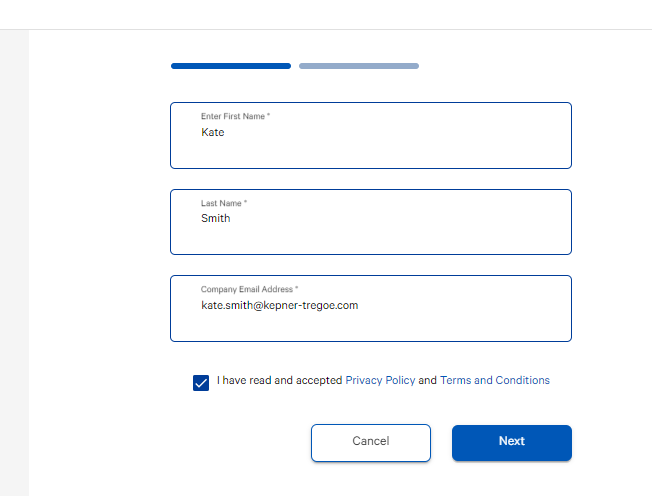 Enter First Name *
Kate
Last Name *
Smith
Company Email Address *
kate.smith@kepner-tregoe.com
I have read and accepted Privacy Policy and Terms and Conditions
Cancel
Next